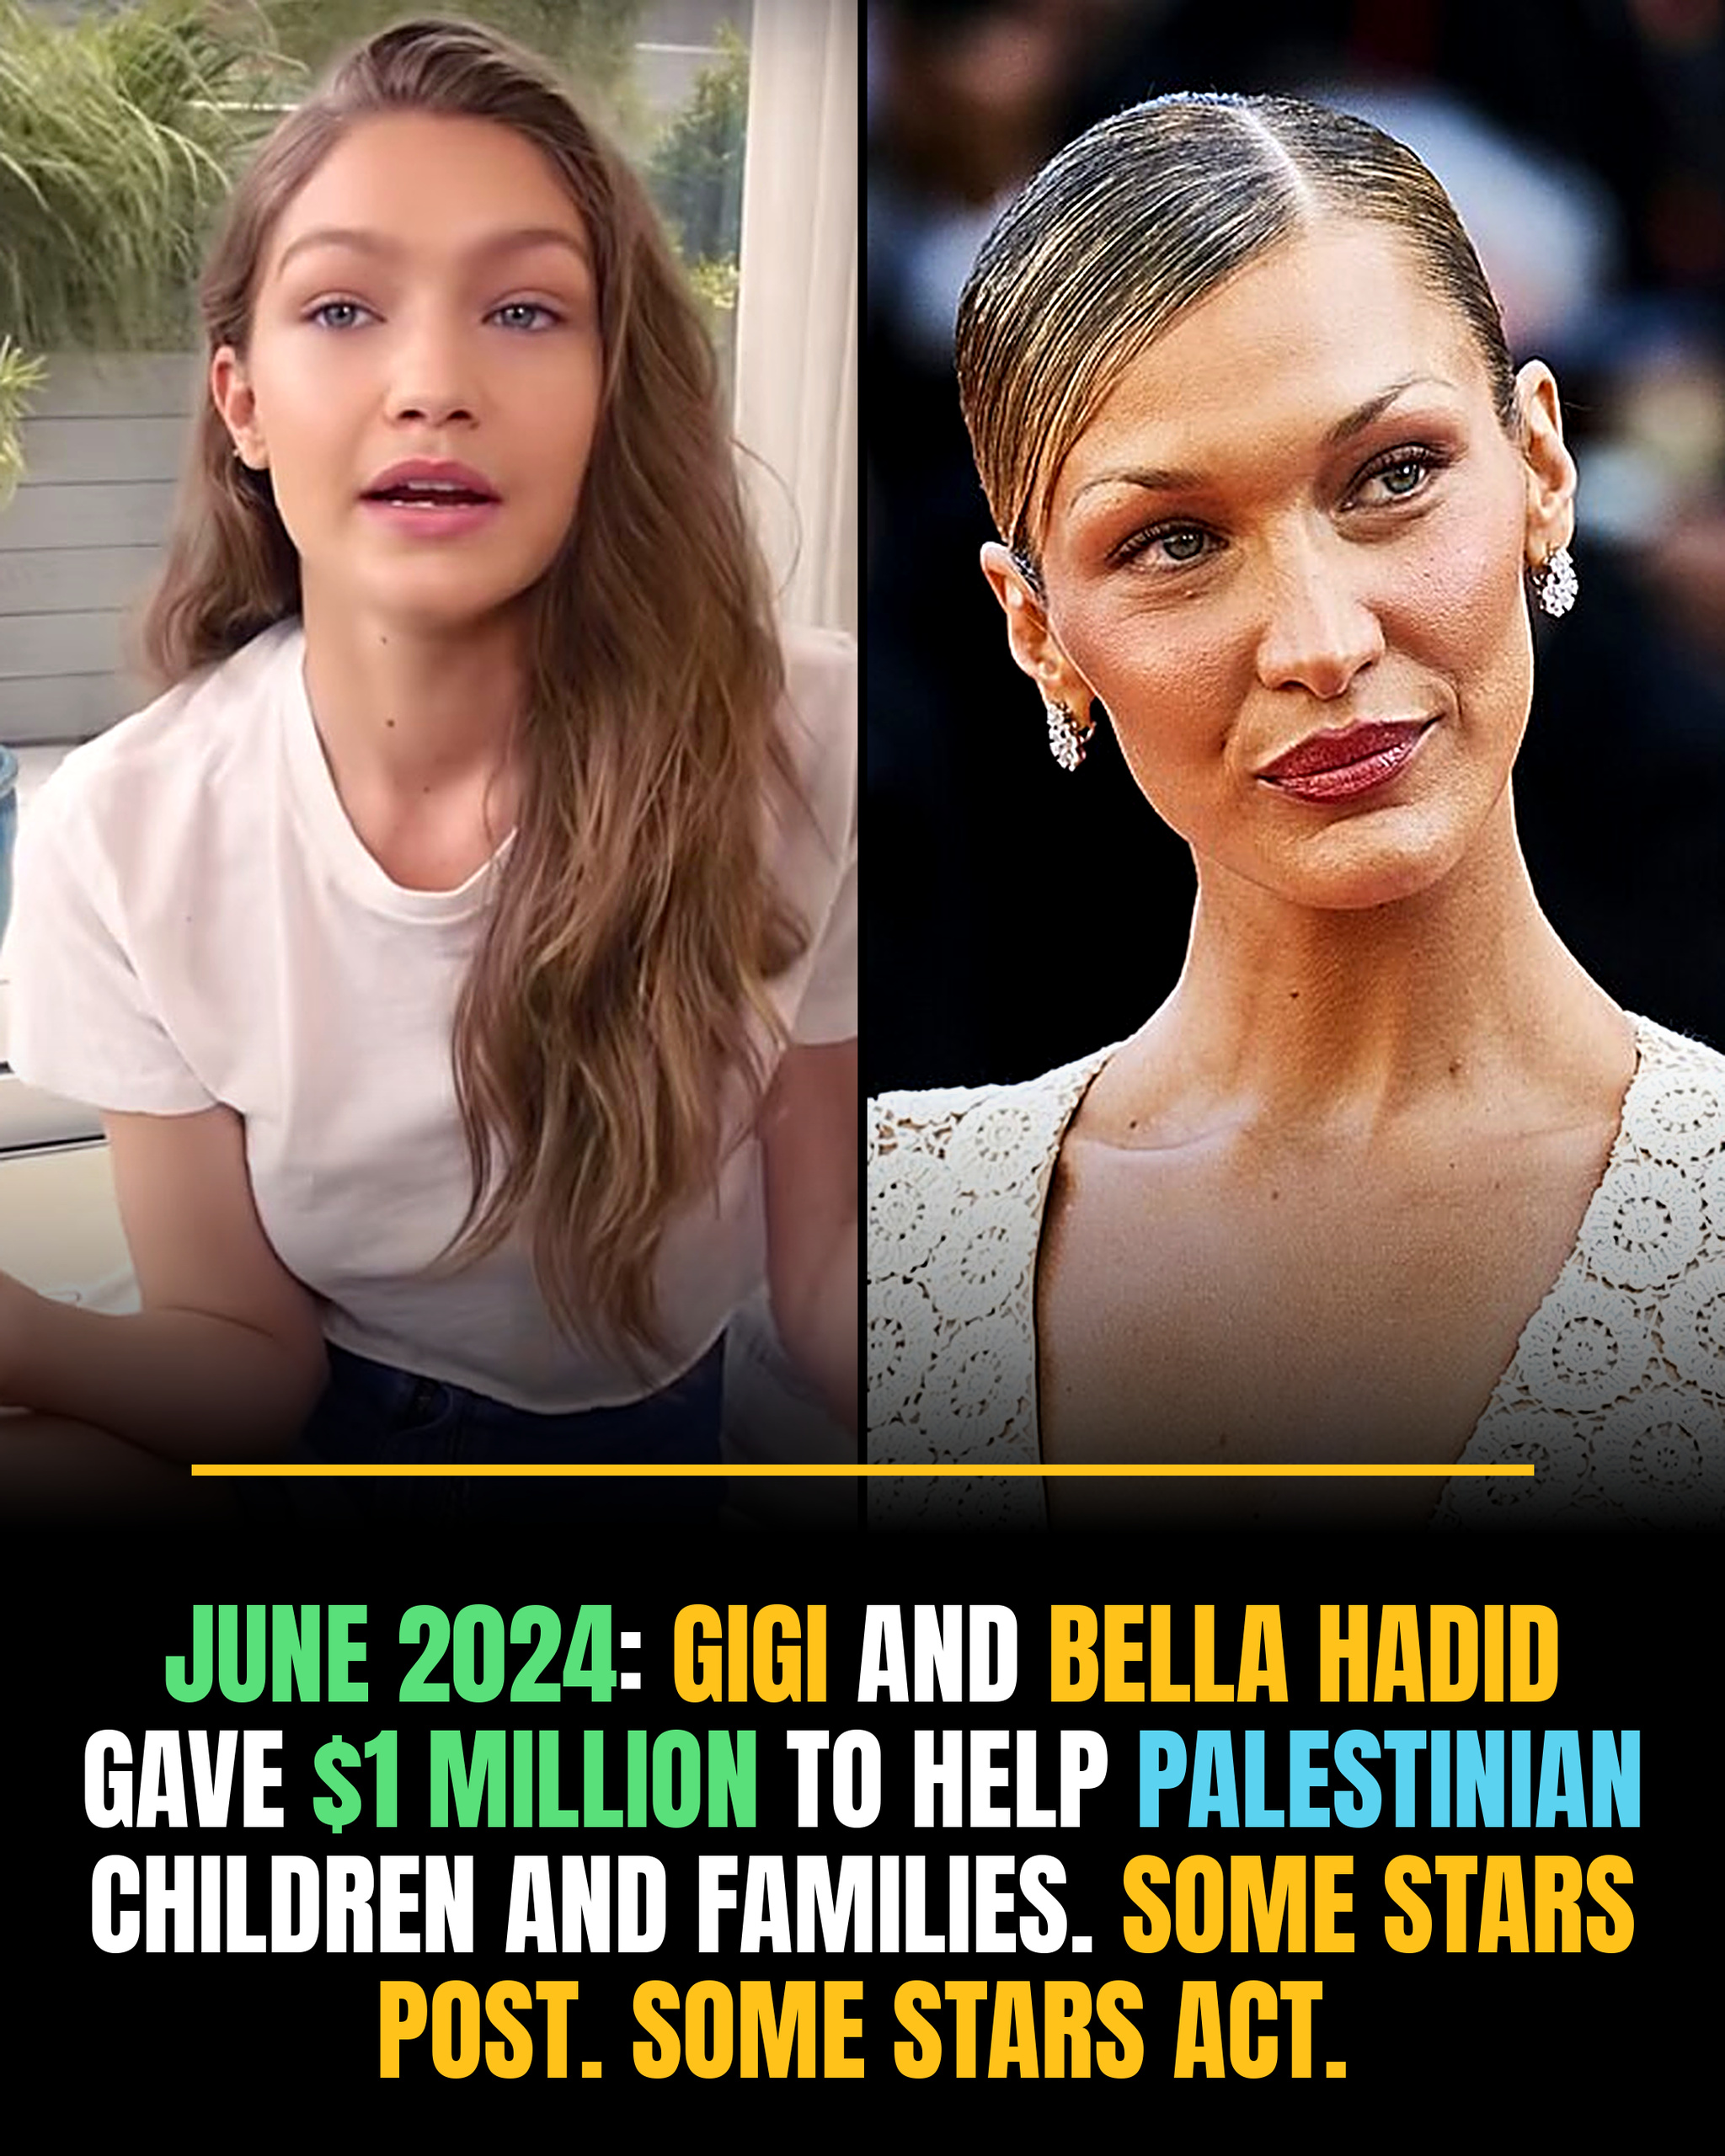 JUNE 2024: GIGI AND BELLA HADID
GAVE $1 MILLION TO HELP PALESTINIAN
CHILDREN AND FAMILIES. SOME STARS
POST. SOME STARS ACT.